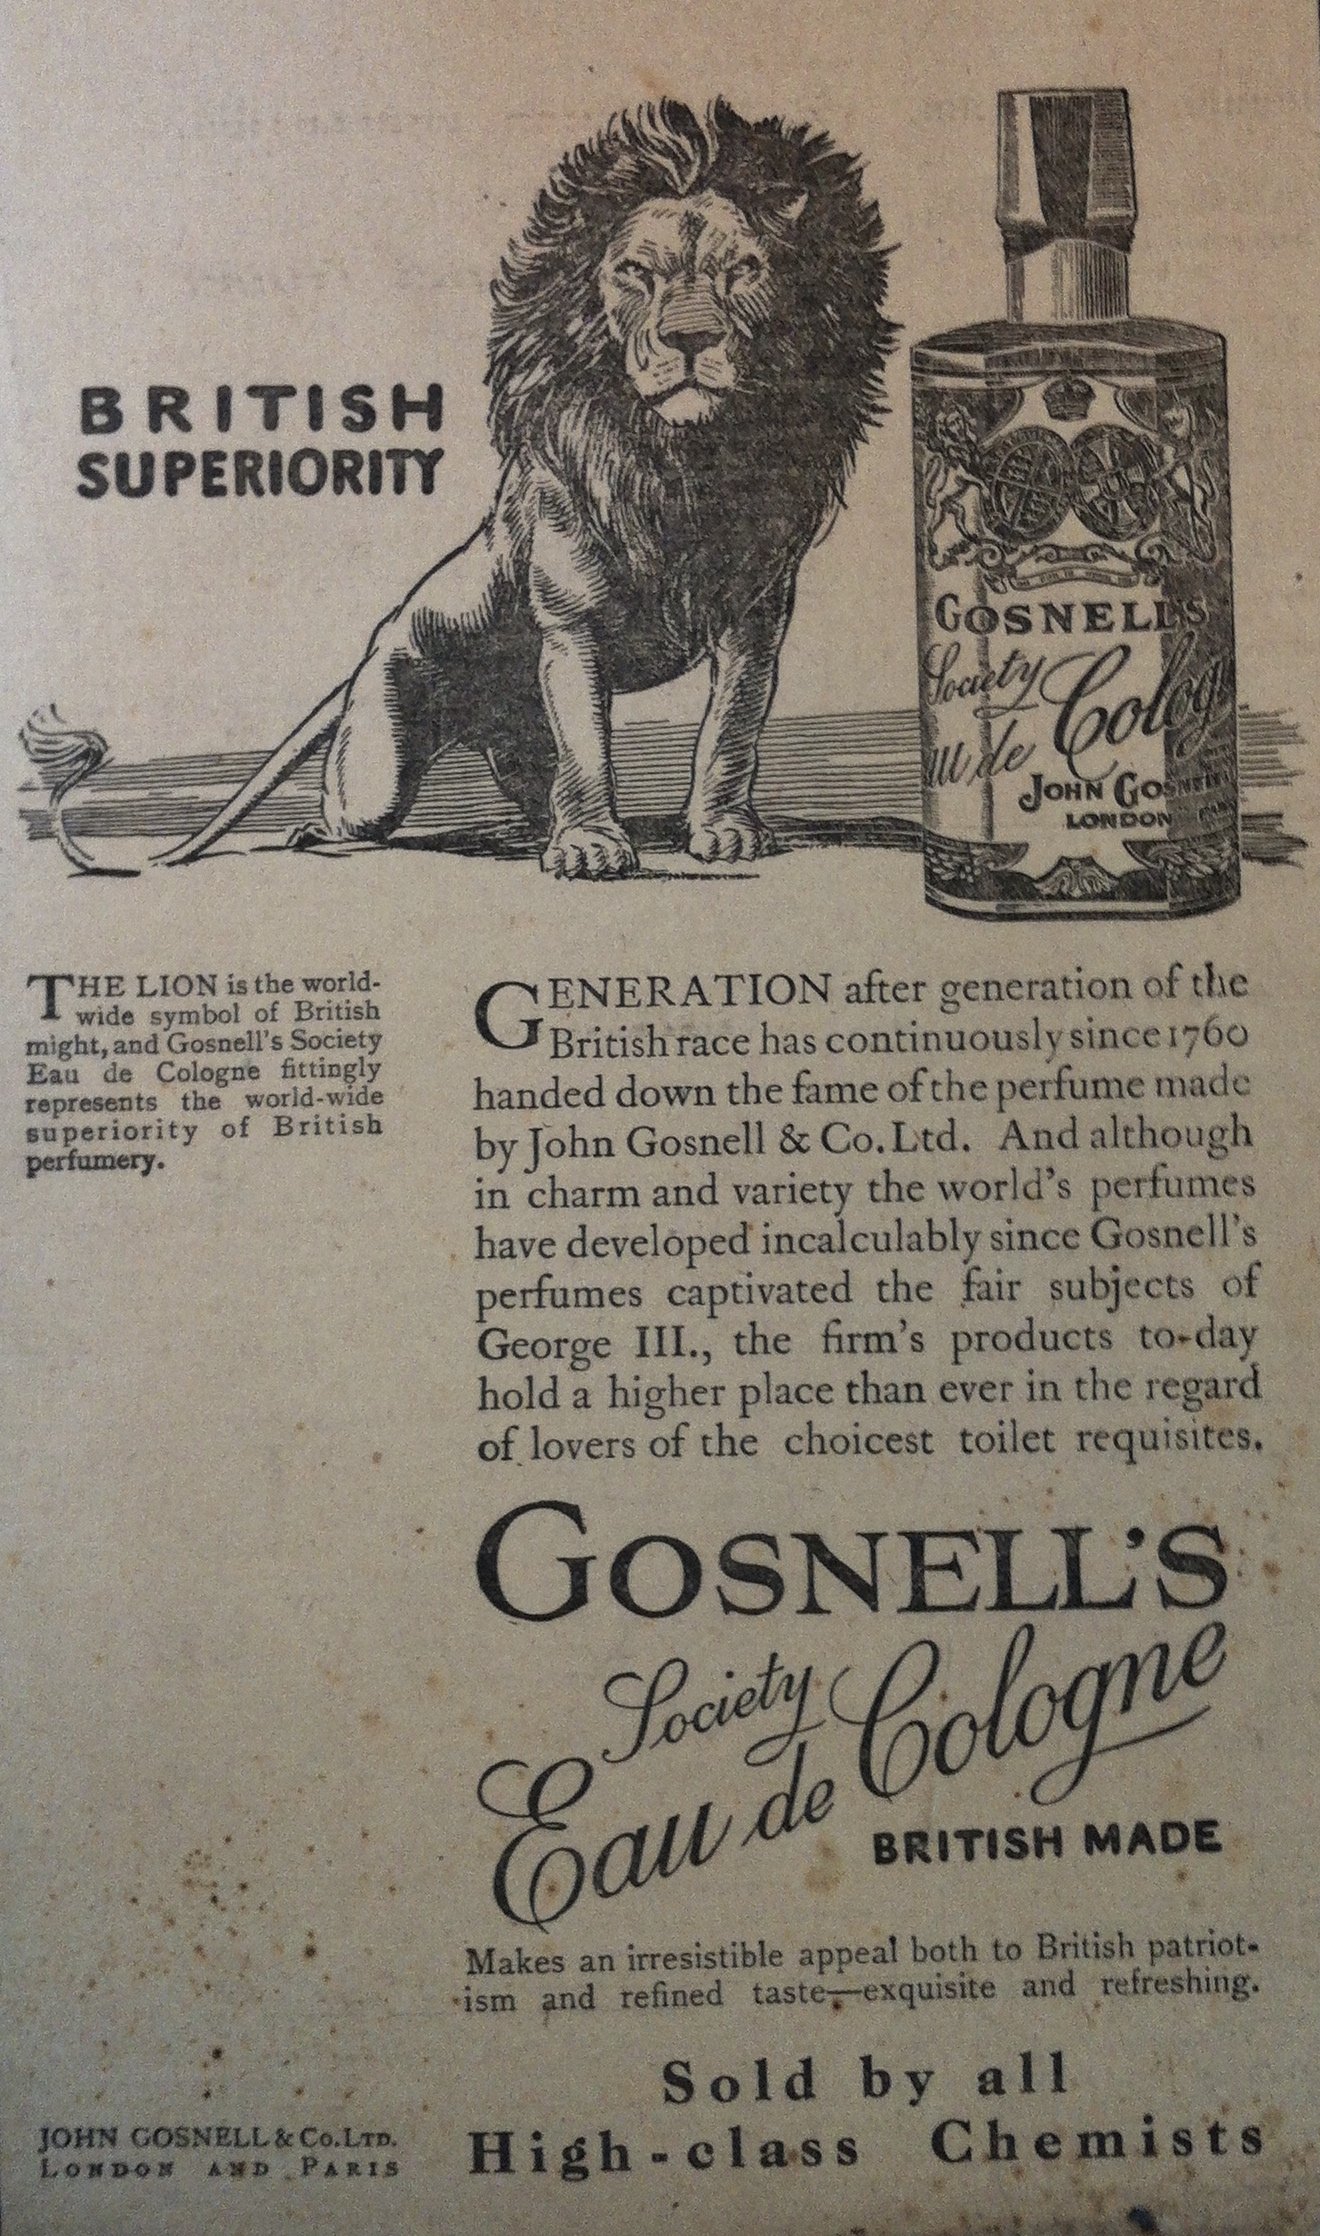 BRITISH
SUPERIORITY
GOSNELL'S
Society
de Colog
JOHN GOSNELL
LONDON
THE LION is the world-
wide symbol of British
might, and Gosnell's Society
Eau de Cologne fittingly
represents the world-wide
superiority of British
perfumery.
GENERATION after generation of the
British race has continuously since 1760
handed down the fame of the perfume made
by John Gosnell & Co. Ltd. And although
in charm and variety the world's perfumes
have developed incalculably since Gosnell's
perfumes captivated the fair subjects of
George III., the firm's products to-day
hold a higher place than ever in the regard
of lovers of the choicest toilet requisites.
GOSNELL'S
Society
Eau de Cologne
BRITISH MADE
Makes an irresistible appeal both to British patriot-
ism and refined taste—exquisite and refreshing.
Sold by all
High-class Chemists
JOHN GOSNELL & Co. LTD.
LONDON AND PARIS